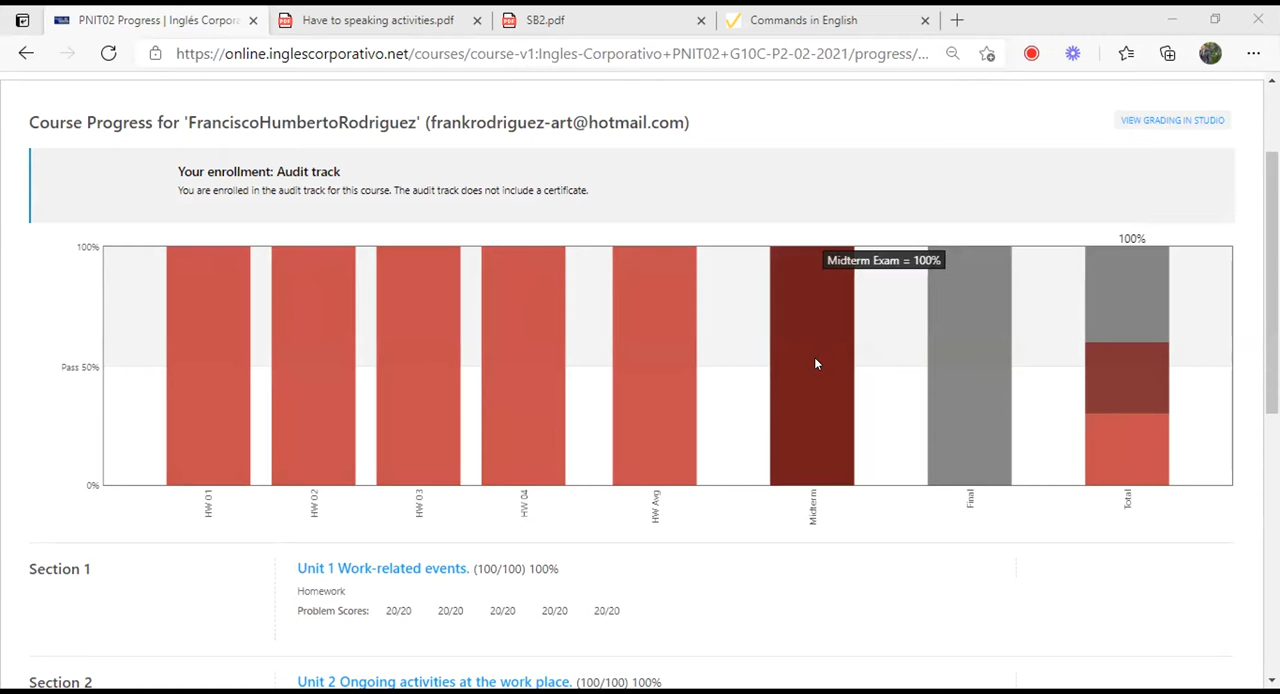 PNIT02 Progress | Inglés Corpora
Have to speaking activities.pdf
SB2.pdf
Commands in English
https://online.inglescorporativo.net/courses/course-v1:Ingles-Corporativo+PNIT02+G10C-P2-02-2021/progress/...
Course Progress for 'FranciscoHumbertoRodriguez' (frankrodriguez-art@hotmail.com)
VIEW GRADING IN STUDIO
Your enrollment: Audit track
You are enrolled in the audit track for this course. The audit track does not include a certificate.
100%
100%
Midterm Exam = 100%
Pass 50%
0%
HW 01
HW 02
HW 03
HW 04
HW Avg
Midterm
Final
Total
Section 1
Unit 1 Work-related events. (100/100) 100%
Homework
Problem Scores: 20/20 20/20 20/20 20/20 20/20
Section 2
Unit 2 Ongoing activities at the work place. (100/100) 100%